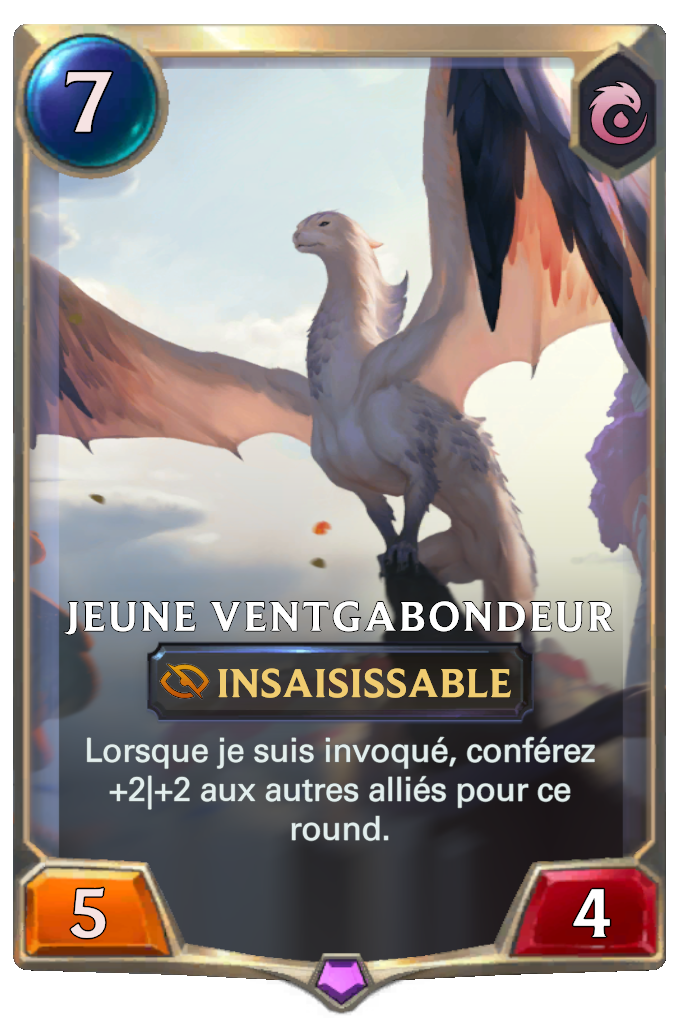 7
JEUNE VENTGABONDEUR
INSAISISSABLE
Lorsque je suis invoqué, conférez
+2|+2 aux autres alliés pour ce
round.
5
4